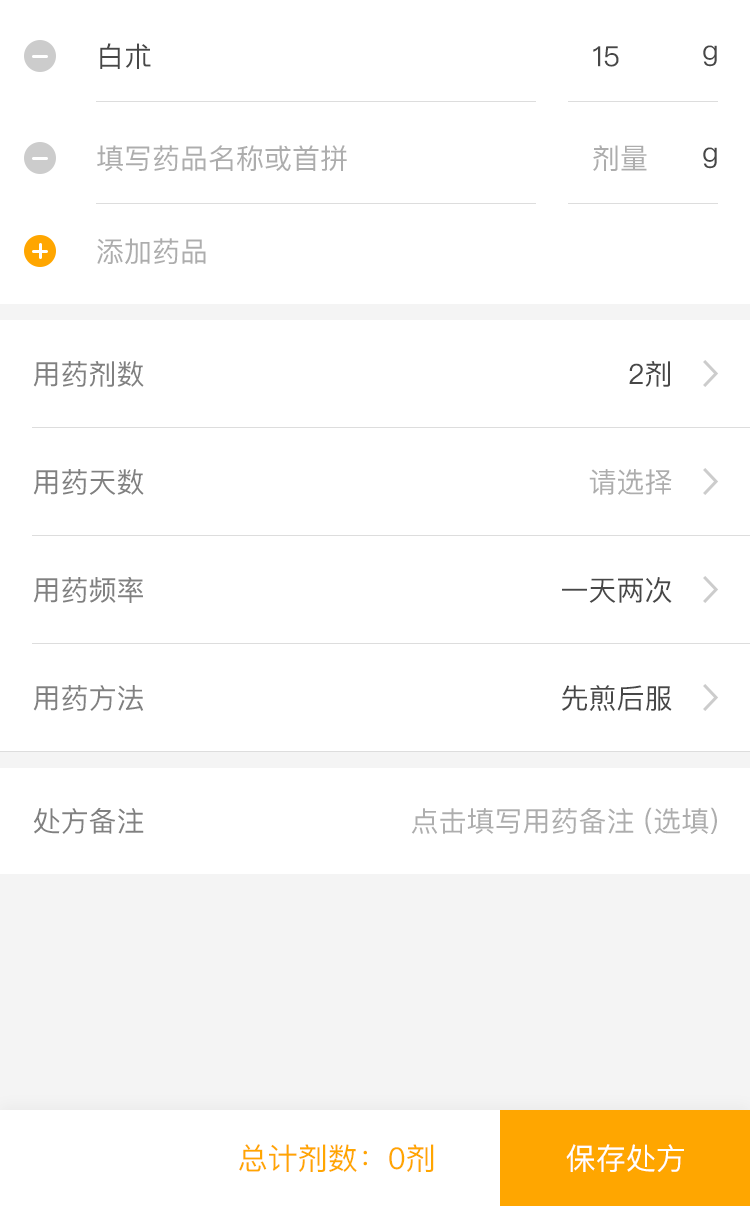 白术 15 g
填写药品名称或首拼 剂量 g
添加药品
用药剂数 2剂
用药天数 请选择
用药频率 一天两次
用药方法 先煎后服
处方备注 点击填写用药备注 (选填)
总计剂数：0剂 保存处方